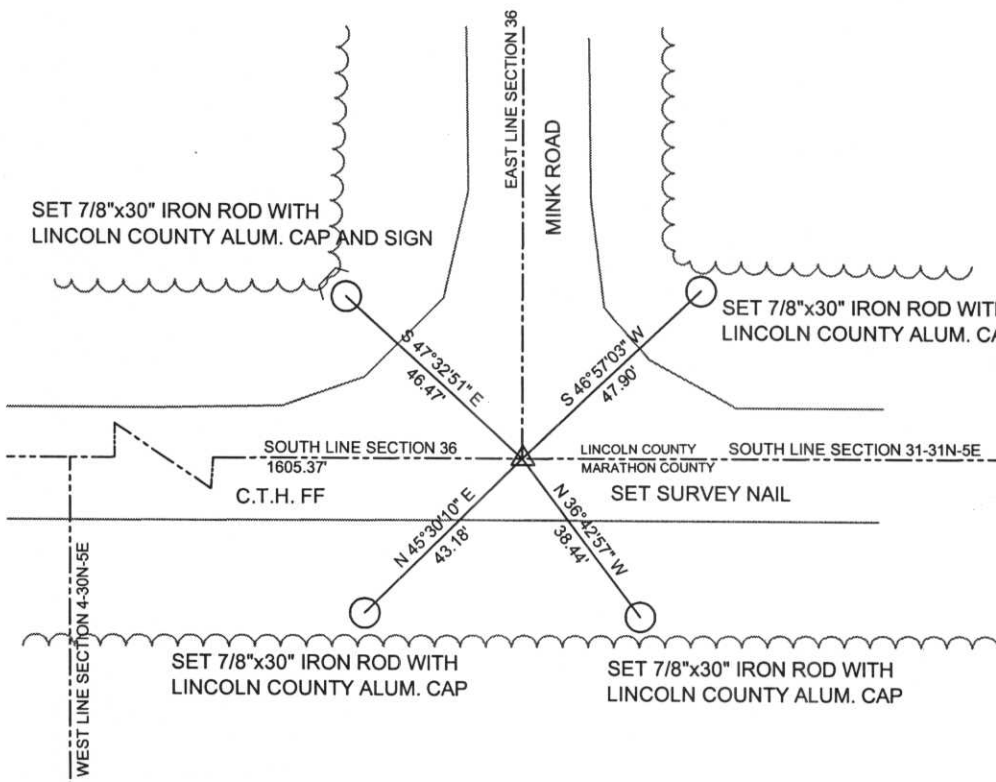 EAST LINE SECTION 36
MINK ROAD
SET 7/8"x30" IRON ROD WITH
LINCOLN COUNTY ALUM. CAP AND SIGN
SET 7/8"x30" IRON ROD WIT
LINCOLN COUNTY ALUM. CA
S 47°32'51" E
46.47'
S 46°57'03" W
47.90'
SOUTH LINE SECTION 36
1605.37'
LINCOLN COUNTY
MARATHON COUNTY
SOUTH LINE SECTION 31-31N-5E
C.T.H. FF
SET SURVEY NAIL
N 45°30'10" E
43.18'
N 36°42'57" W
38.44'
WEST LINE SECTION 4-30N-5E
SET 7/8"x30" IRON ROD WITH
LINCOLN COUNTY ALUM. CAP
SET 7/8"x30" IRON ROD WITH
LINCOLN COUNTY ALUM. CAP